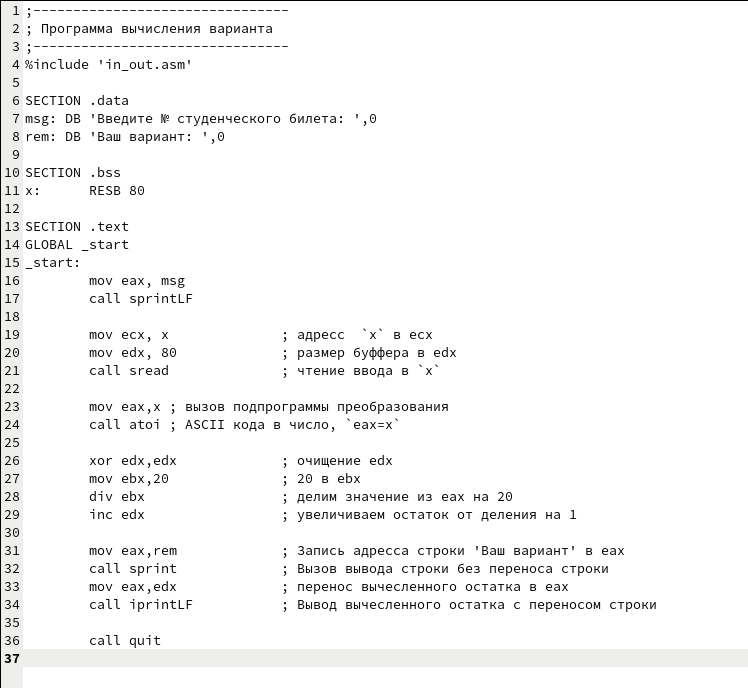 1 ;--------------------------------
2 ; Программа вычисления варианта
3 ;--------------------------------
4 %include 'in_out.asm'
5
6 SECTION .data
7 msg: DB 'Введите № студенческого билета: ',0
8 rem: DB 'Ваш вариант: ',0
9
10 SECTION .bss
11 x:      RESB 80
12
13 SECTION .text
14 GLOBAL _start
15 _start:
16         mov eax, msg
17         call sprintLF
18
19         mov ecx, x              ; адресс  `x` в ecx
20         mov edx, 80             ; размер буффера в edx
21         call sread              ; чтение ввода в `x`
22
23         mov eax,x ; вызов подпрограммы преобразования
24         call atoi ; ASCII кода в число, `eax=x`
25
26         xor edx,edx             ; очищение edx
27         mov ebx,20              ; 20 в ebx
28         div ebx                 ; делим значение из eax на 20
29         inc edx                 ; увеличиваем остаток от деления на 1
30
31         mov eax,rem             ; Запись адресса строки 'Ваш вариант' в eax
32         call sprint             ; Вызов вывода строки без переноса строки
33         mov eax,edx             ; перенос вычесленного остатка в eax
34         call iprintLF           ; Вывод вычесленного остатка с переносом строки
35
36         call quit
37